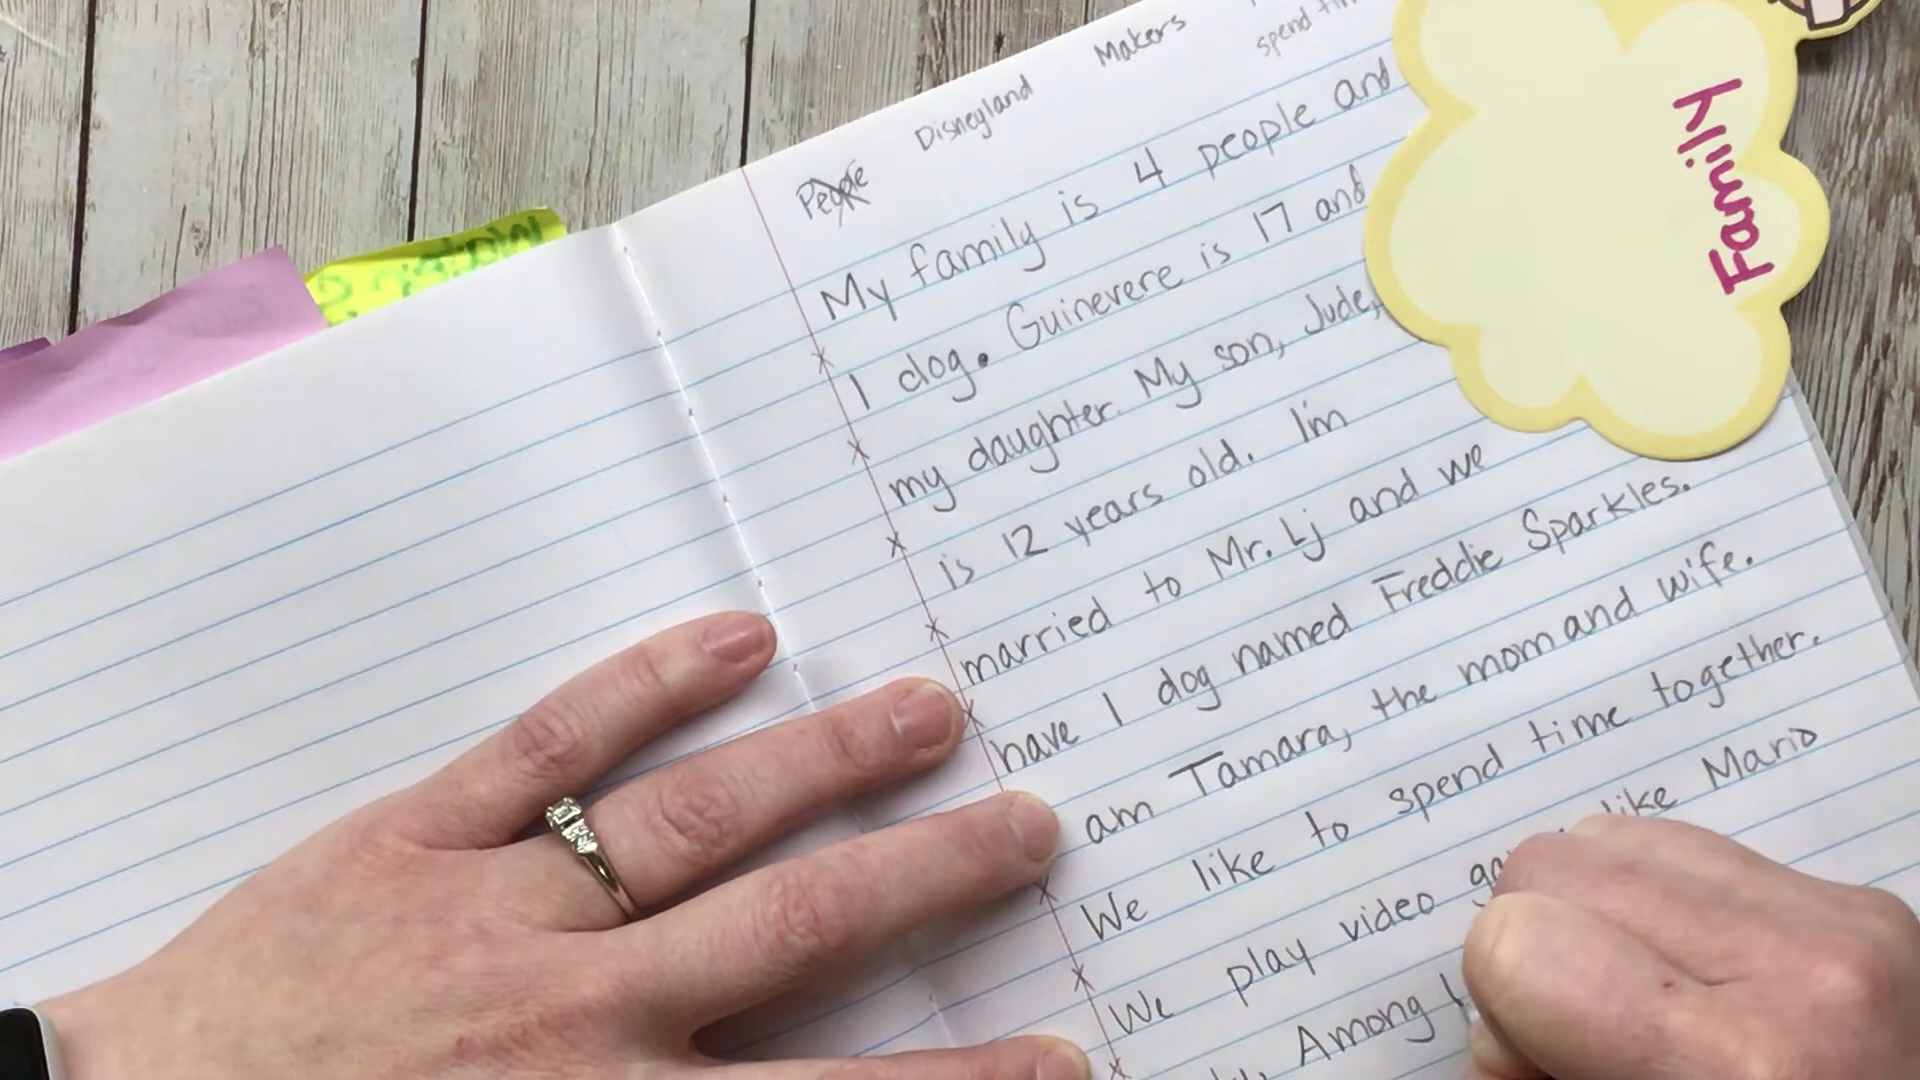 People Disneyland Makers spend
My family is 4 people and
1 dog. Guinevere is 17 and
my daughter. My son, Jude,
is 12 years old. I'm
married to Mr. Lj and we
have 1 dog named Freddie Sparkles.
am Tamara, the mom and wife.
We like to spend time together.
We play video like Mario
Among
Family